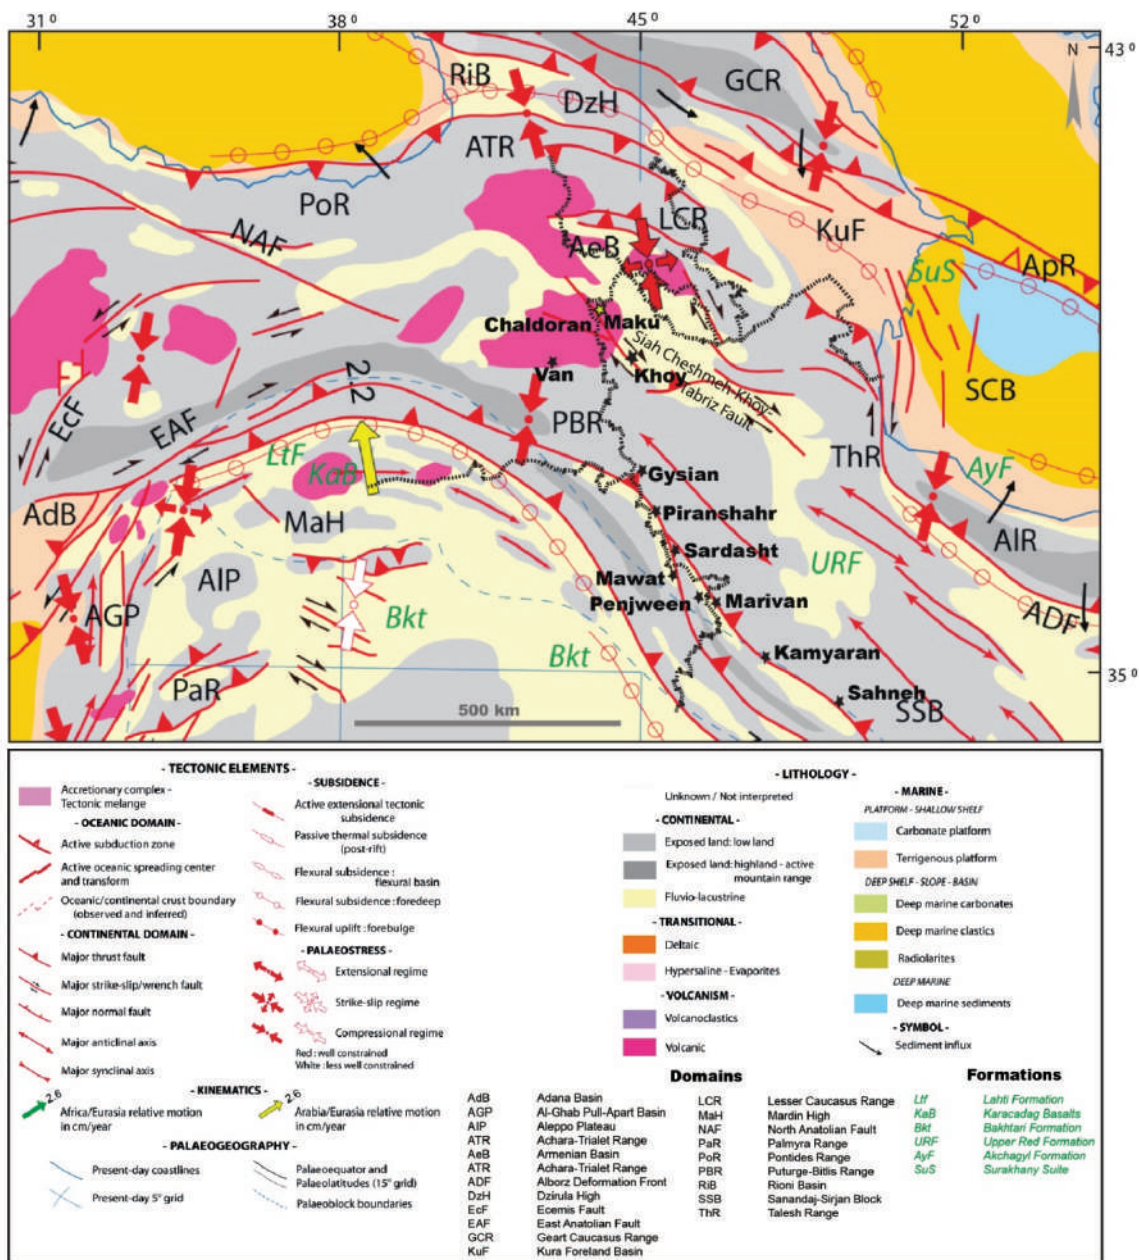 31⁰
38⁰
45⁰
52⁰
43⁰
N
RiB
DzH
GCR
ATR
PoR
LCR
NAF
AeB
KuF
SuS
ApR
Chaldoran
Maku
Siah Cheshmeh-Khoy-
Tabriz Fault
Khoy
Van
SCB
2.2
EcF
EAF
PBR
LtF
KaB
ThR
AyF
Gysian
AdB
MaH
Piranshahr
AlR
Sardasht
AlP
URF
Mawat
Penjween
Marivan
AGP
Bkt
ADF
Bkt
Kamyaran
PaR
35⁰
Sahneh
500 km
SSB
- TECTONIC ELEMENTS -
Accretionary complex -
Tectonic melange
- OCEANIC DOMAIN -
Active subduction zone
Active oceanic spreading center
and transform
Oceanic/continental crust boundary
(observed and inferred)
- CONTINENTAL DOMAIN -
Major thrust fault
Major strike-slip/wrench fault
Major normal fault
Major anticlinal axis
Major synclinal axis
- SUBSIDENCE -
Active extensional tectonic
subsidence
Passive thermal subsidence
(post-rift)
Flexural subsidence :
flexural basin
Flexural subsidence : foredeep
Flexural uplift : forebulge
- PALAEOSTRESS -
Extensional regime
Strike-slip regime
Compressional regime
Red : well constrained
White : less well constrained
- KINEMATICS -
2.6
Africa/Eurasia relative motion
in cm/year
2.6
Arabia/Eurasia relative motion
in cm/year
- PALAEOGEOGRAPHY -
Present-day coastlines
Present-day 5° grid
Palaeoequator and
Palaeolatitudes (15° grid)
Palaeoblock boundaries
- LITHOLOGY -
Unknown / Not interpreted
- CONTINENTAL -
Exposed land: low land
Exposed land: highland - active
mountain range
Fluvio-lacustrine
- TRANSITIONAL -
Deltaic
Hypersaline - Evaporites
- VOLCANISM -
Volcanoclastics
Volcanic
- MARINE -
PLATFORM - SHALLOW SHELF
Carbonate platform
Terrigenous platform
DEEP SHELF - SLOPE - BASIN
Deep marine carbonates
Deep marine clastics
Radiolarites
DEEP MARINE
Deep marine sediments
- SYMBOL -
Sediment influx
Domains
AdB Adana Basin
AGP Al-Ghab Pull-Apart Basin
AlP Aleppo Plateau
ATR Achara-Trialet Range
AeB Armenian Basin
ATR Achara-Trialet Range
ADF Alborz Deformation Front
DzH Dzirula High
EcF Ecemis Fault
EAF East Anatolian Fault
GCR Geart Caucasus Range
KuF Kura Foreland Basin
LCR Lesser Caucasus Range
MaH Mardin High
NAF North Anatolian Fault
PaR Palmyra Range
PoR Pontides Range
PBR Puturge-Bitlis Range
RiB Rioni Basin
SSB Sanandaj-Sirjan Block
ThR Talesh Range
Formations
Ltf Lahti Formation
KaB Karacadag Basalts
Bkt Bakhtari Formation
URF Upper Red Formation
AyF Akchagyl Formation
SuS Surakhany Suite